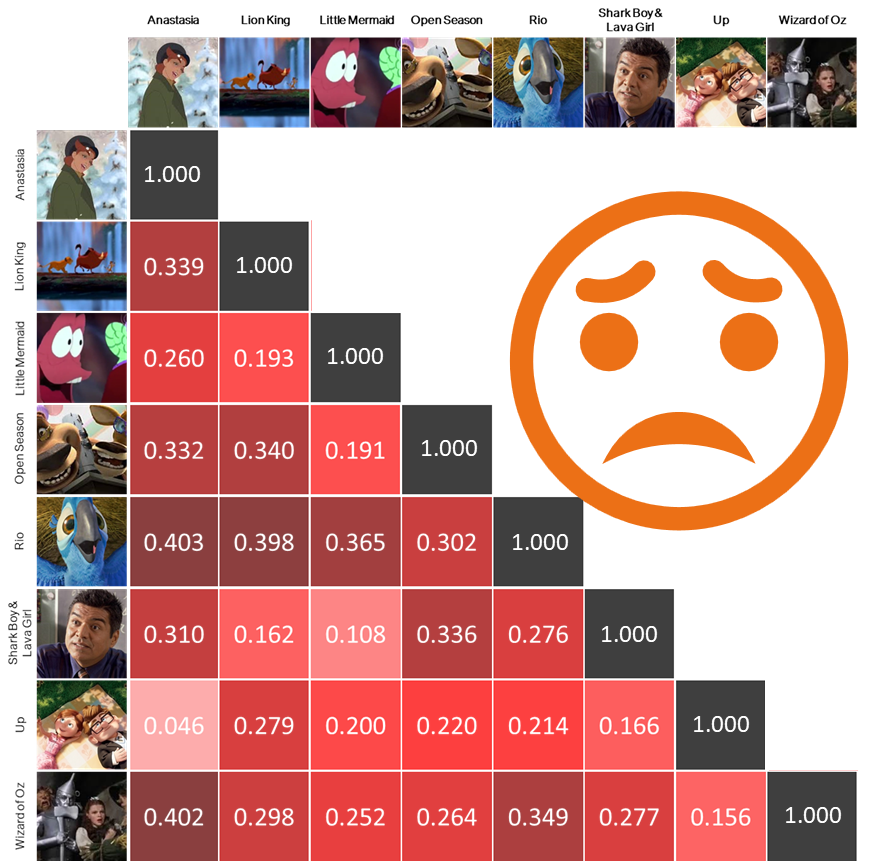 Anastasia Lion King Little Mermaid Open Season Rio Shark Boy & Up Wizard of Oz
Lava Girl
Anastasia 1.000
Lion King 0.339 1.000
Little Mermaid 0.260 0.193 1.000
Open Season 0.332 0.340 0.191 1.000
Rio 0.403 0.398 0.365 0.302 1.000
Shark Boy &
Lava Girl 0.310 0.162 0.108 0.336 0.276 1.000
Up 0.046 0.279 0.200 0.220 0.214 0.166 1.000
Wizard of Oz 0.402 0.298 0.252 0.264 0.349 0.277 0.156 1.000